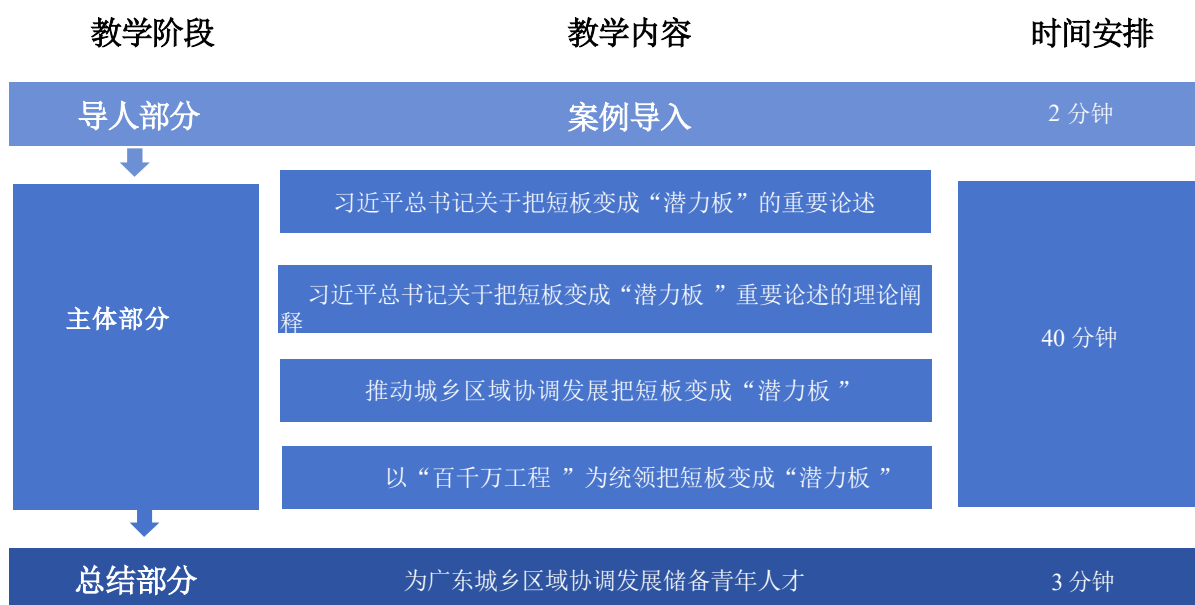 教学阶段 教学内容 时间安排
导人部分 案例导入 2 分钟
习近平总书记关于把短板变成“潜力板”的重要论述
习近平总书记关于把短板变成“潜力板 ”重要论述的理论阐
释
主体部分
40 分钟
推动城乡区域协调发展把短板变成“潜力板 ”
以“百千万工程 ”为统领把短板变成“潜力板 ”
总结部分 为广东城乡区域协调发展储备青年人才 3 分钟